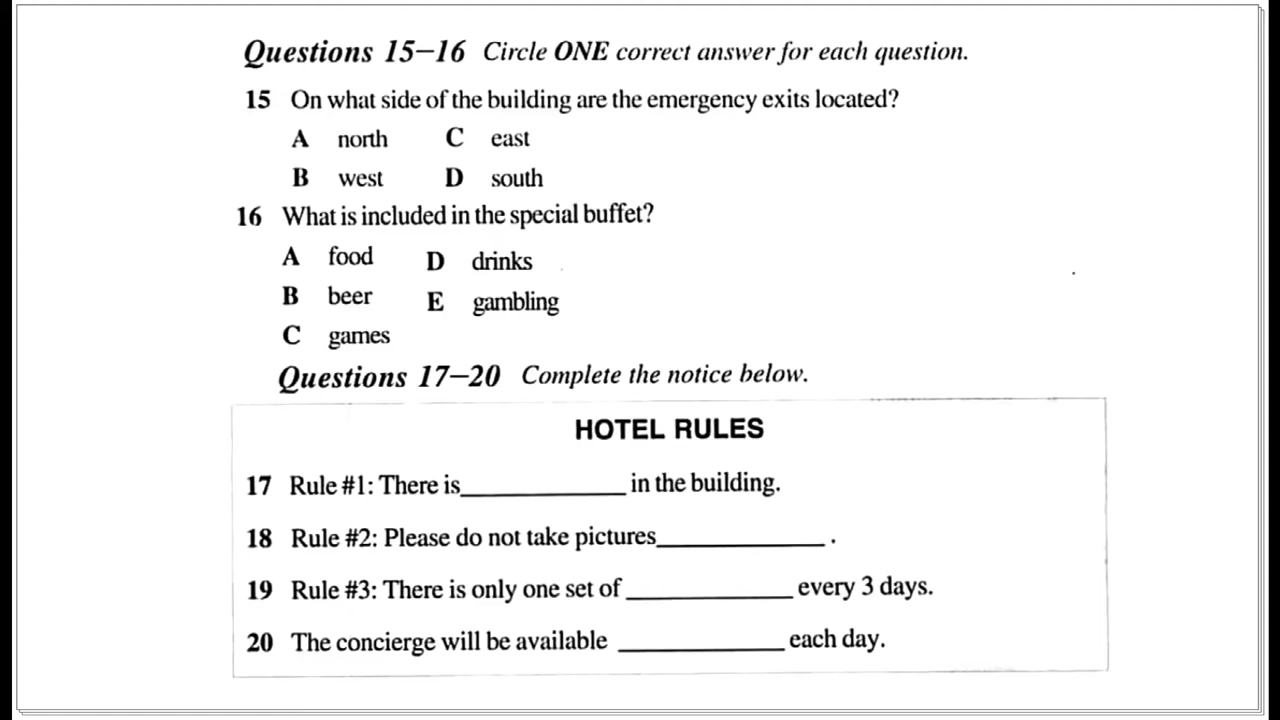 Questions 15–16 Circle ONE correct answer for each question.
15 On what side of the building are the emergency exits located?
A north C east
B west D south
16 What is included in the special buffet?
A food D drinks
B beer E gambling
C games
Questions 17–20 Complete the notice below.
HOTEL RULES
17 Rule #1: There is____________ in the building.
18 Rule #2: Please do not take pictures____________ .
19 Rule #3: There is only one set of ____________ every 3 days.
20 The concierge will be available ____________ each day.